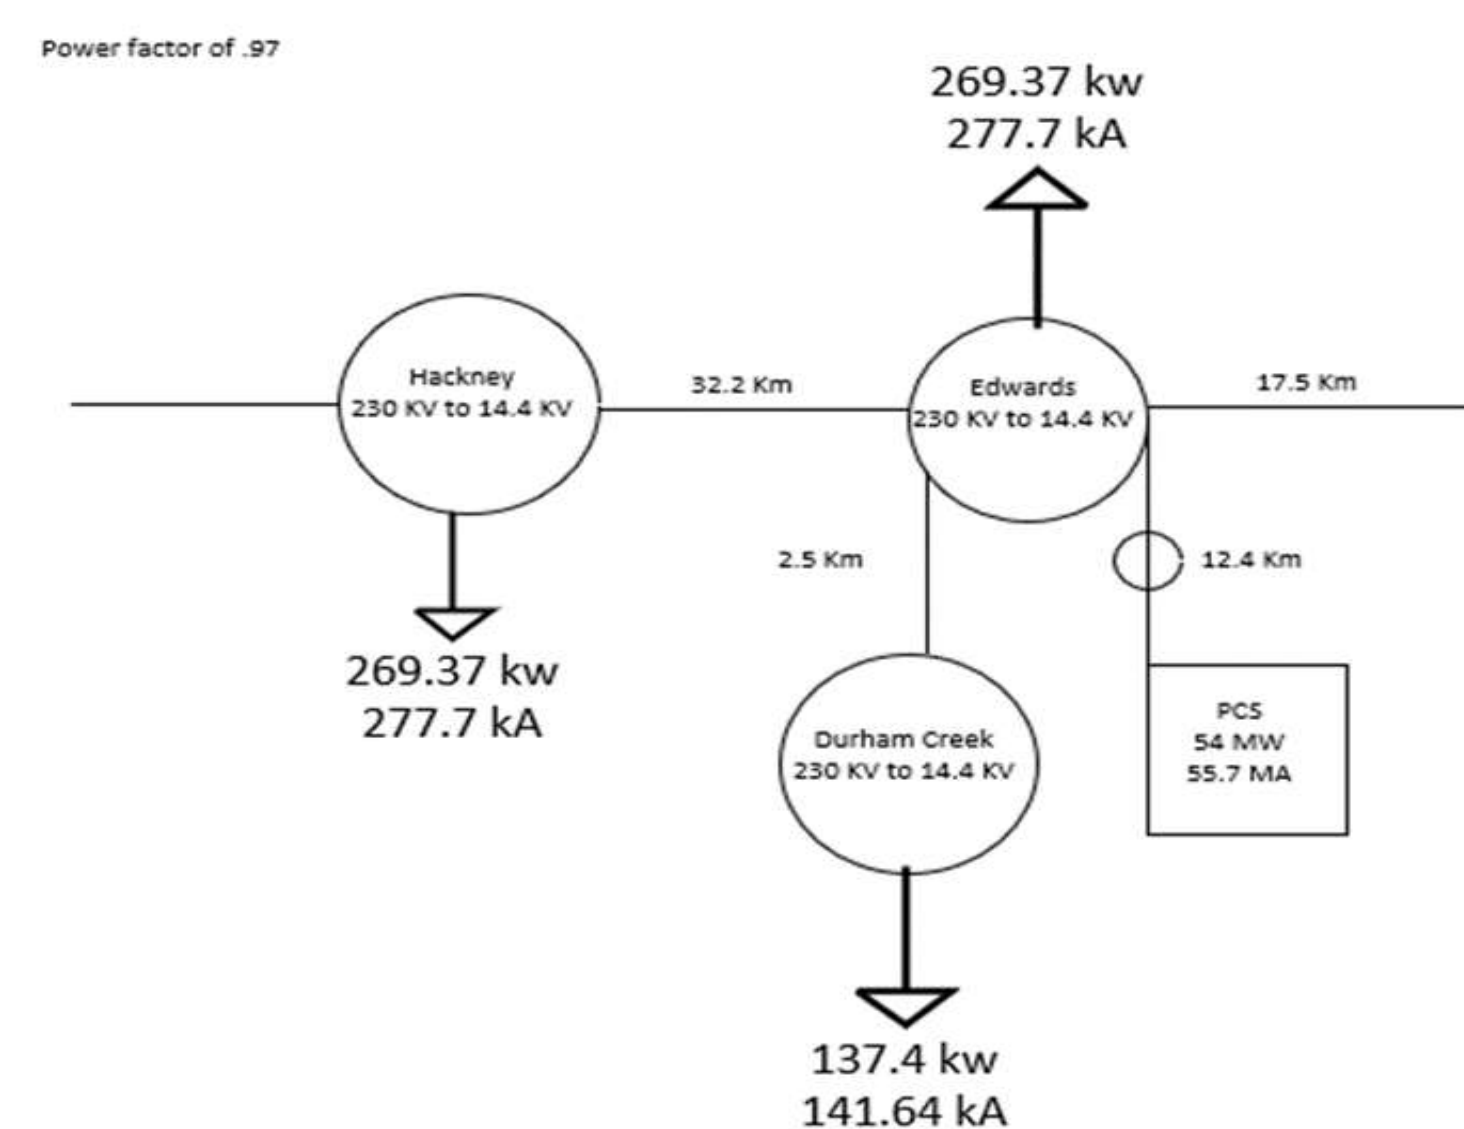 Power factor of .97
269.37 kw
277.7 kA
Hackney
230 KV to 14.4 KV
32.2 Km
Edwards
230 KV to 14.4 KV
17.5 Km
2.5 Km
12.4 Km
269.37 kw
277.7 kA
Durham Creek
230 KV to 14.4 KV
PCS
54 MW
55.7 MA
137.4 kw
141.64 kA